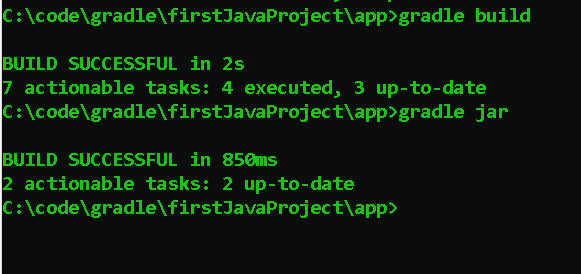 C:\code\gradle\firstJavaProject\app>gradle build
BUILD SUCCESSFUL in 2s
7 actionable tasks: 4 executed, 3 up-to-date
C:\code\gradle\firstJavaProject\app>gradle jar
BUILD SUCCESSFUL in 850ms
2 actionable tasks: 2 up-to-date
C:\code\gradle\firstJavaProject\app>